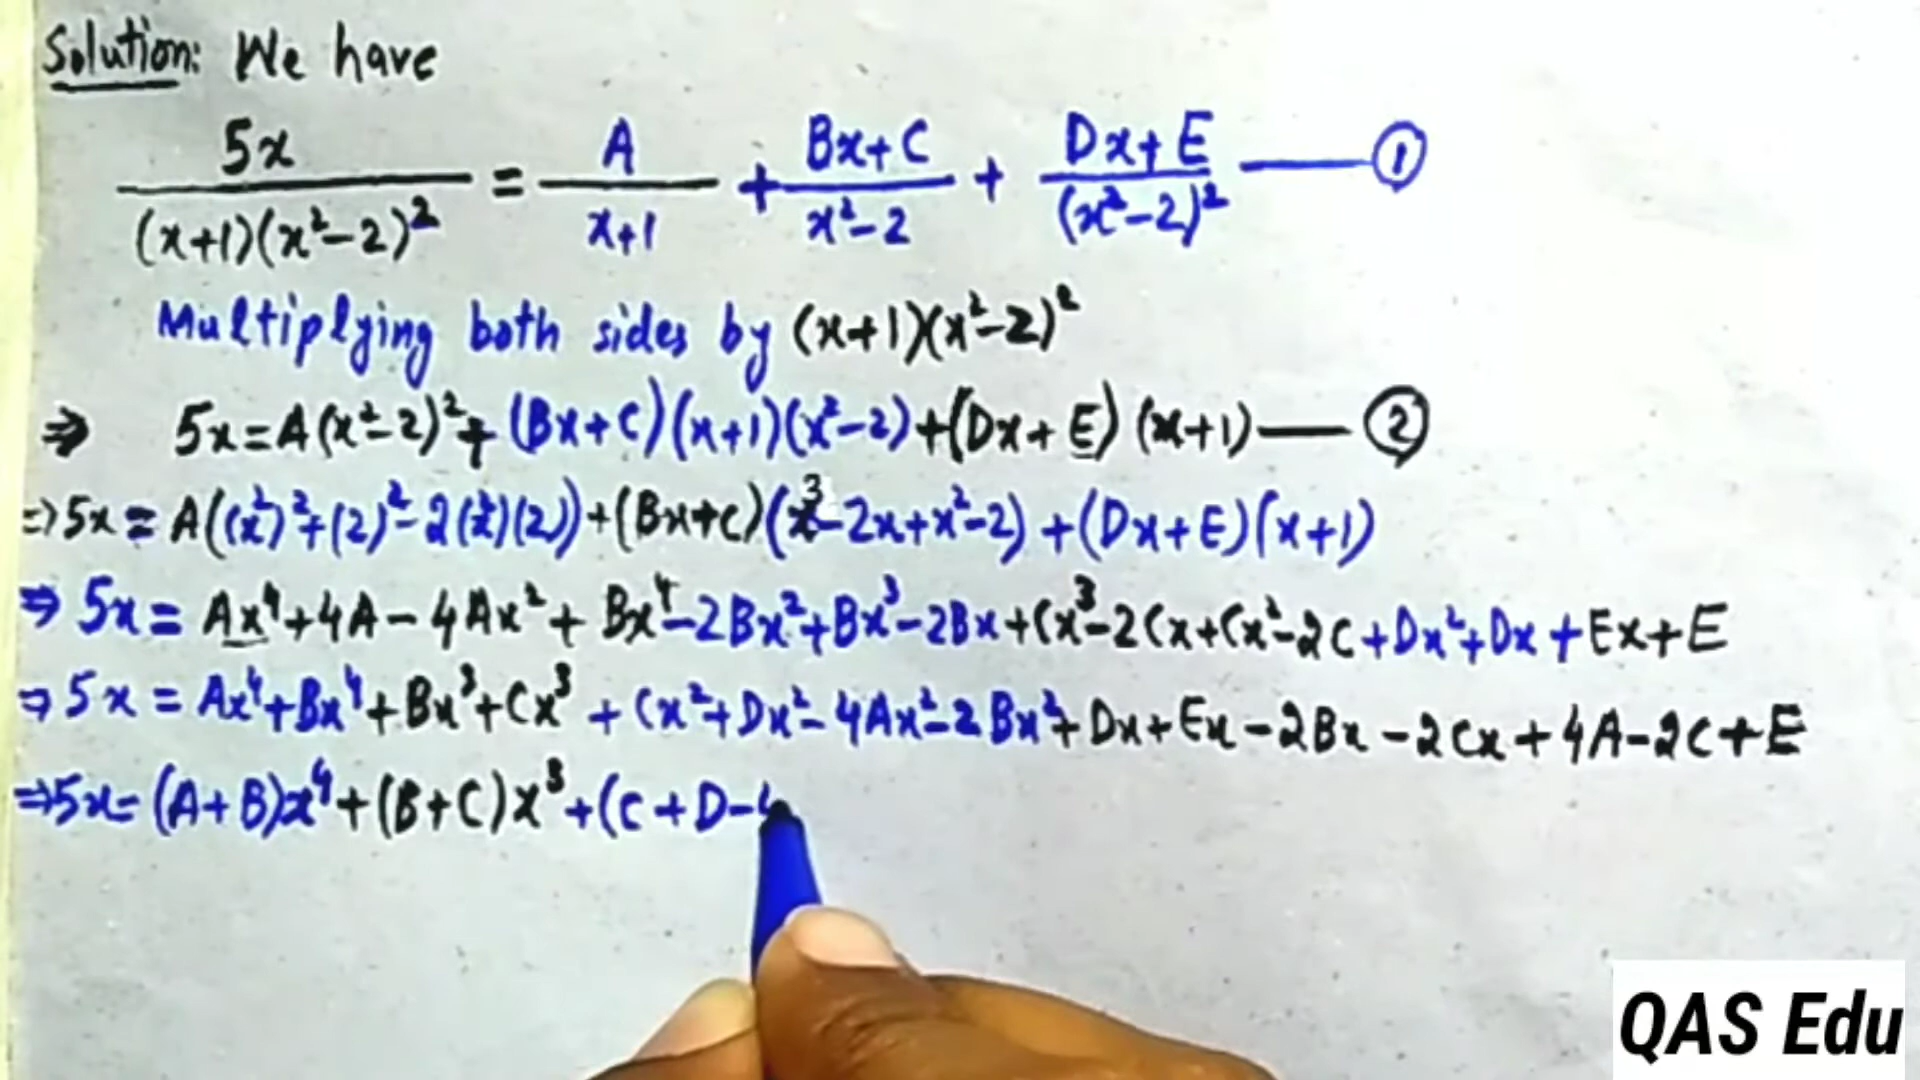 Solution: We have
5x / (x+1)(x²-2)² = A / x+1 + Bx+C / x²-2 + Dx+E / (x²-2)² —— ①
Multiplying both sides by (x+1)(x²-2)²
⇒ 5x = A(x²-2)² + (Bx+C)(x+1)(x²-2)+(Dx+E)(x+1) —— ②
⇒ 5x = A((x²)²+(2)²-2(x²)(2))+(Bx+C)(x³-2x+x²-2)+(Dx+E)(x+1)
⇒ 5x = Ax⁴+4A-4Ax²+Bx⁴-2Bx²+Bx³-2Bx+Cx³-2Cx+Cx²-2C+Dx²+Dx+Ex+E
⇒ 5x = Ax⁴+Bx⁴+Bx³+Cx³+Cx²+Dx²-4Ax²-2Bx²+Dx+Ex-2Bx-2Cx+4A-2C+E
⇒ 5x = (A+B)x⁴+(B+C)x³+(C+D-
QAS Edu